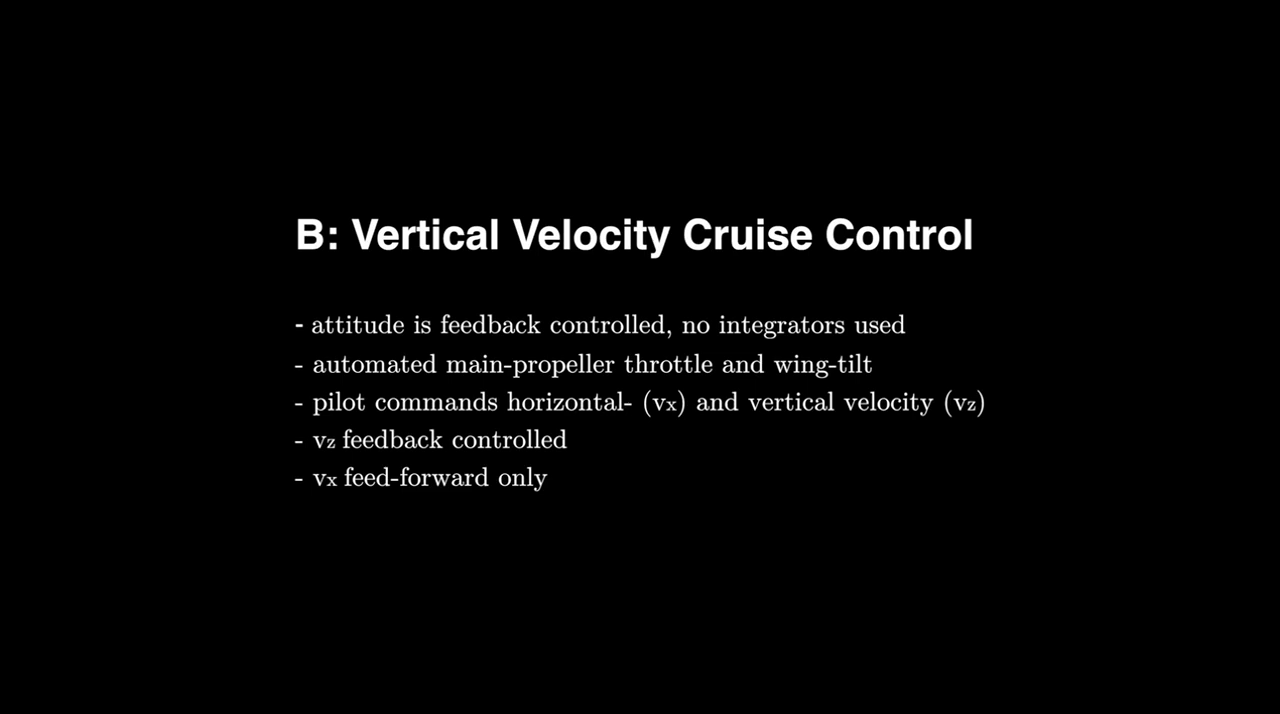 B: Vertical Velocity Cruise Control
- attitude is feedback controlled, no integrators used
- automated main-propeller throttle and wing-tilt
- pilot commands horizontal- (vx) and vertical velocity (vz)
- vz feedback controlled
- vx feed-forward only